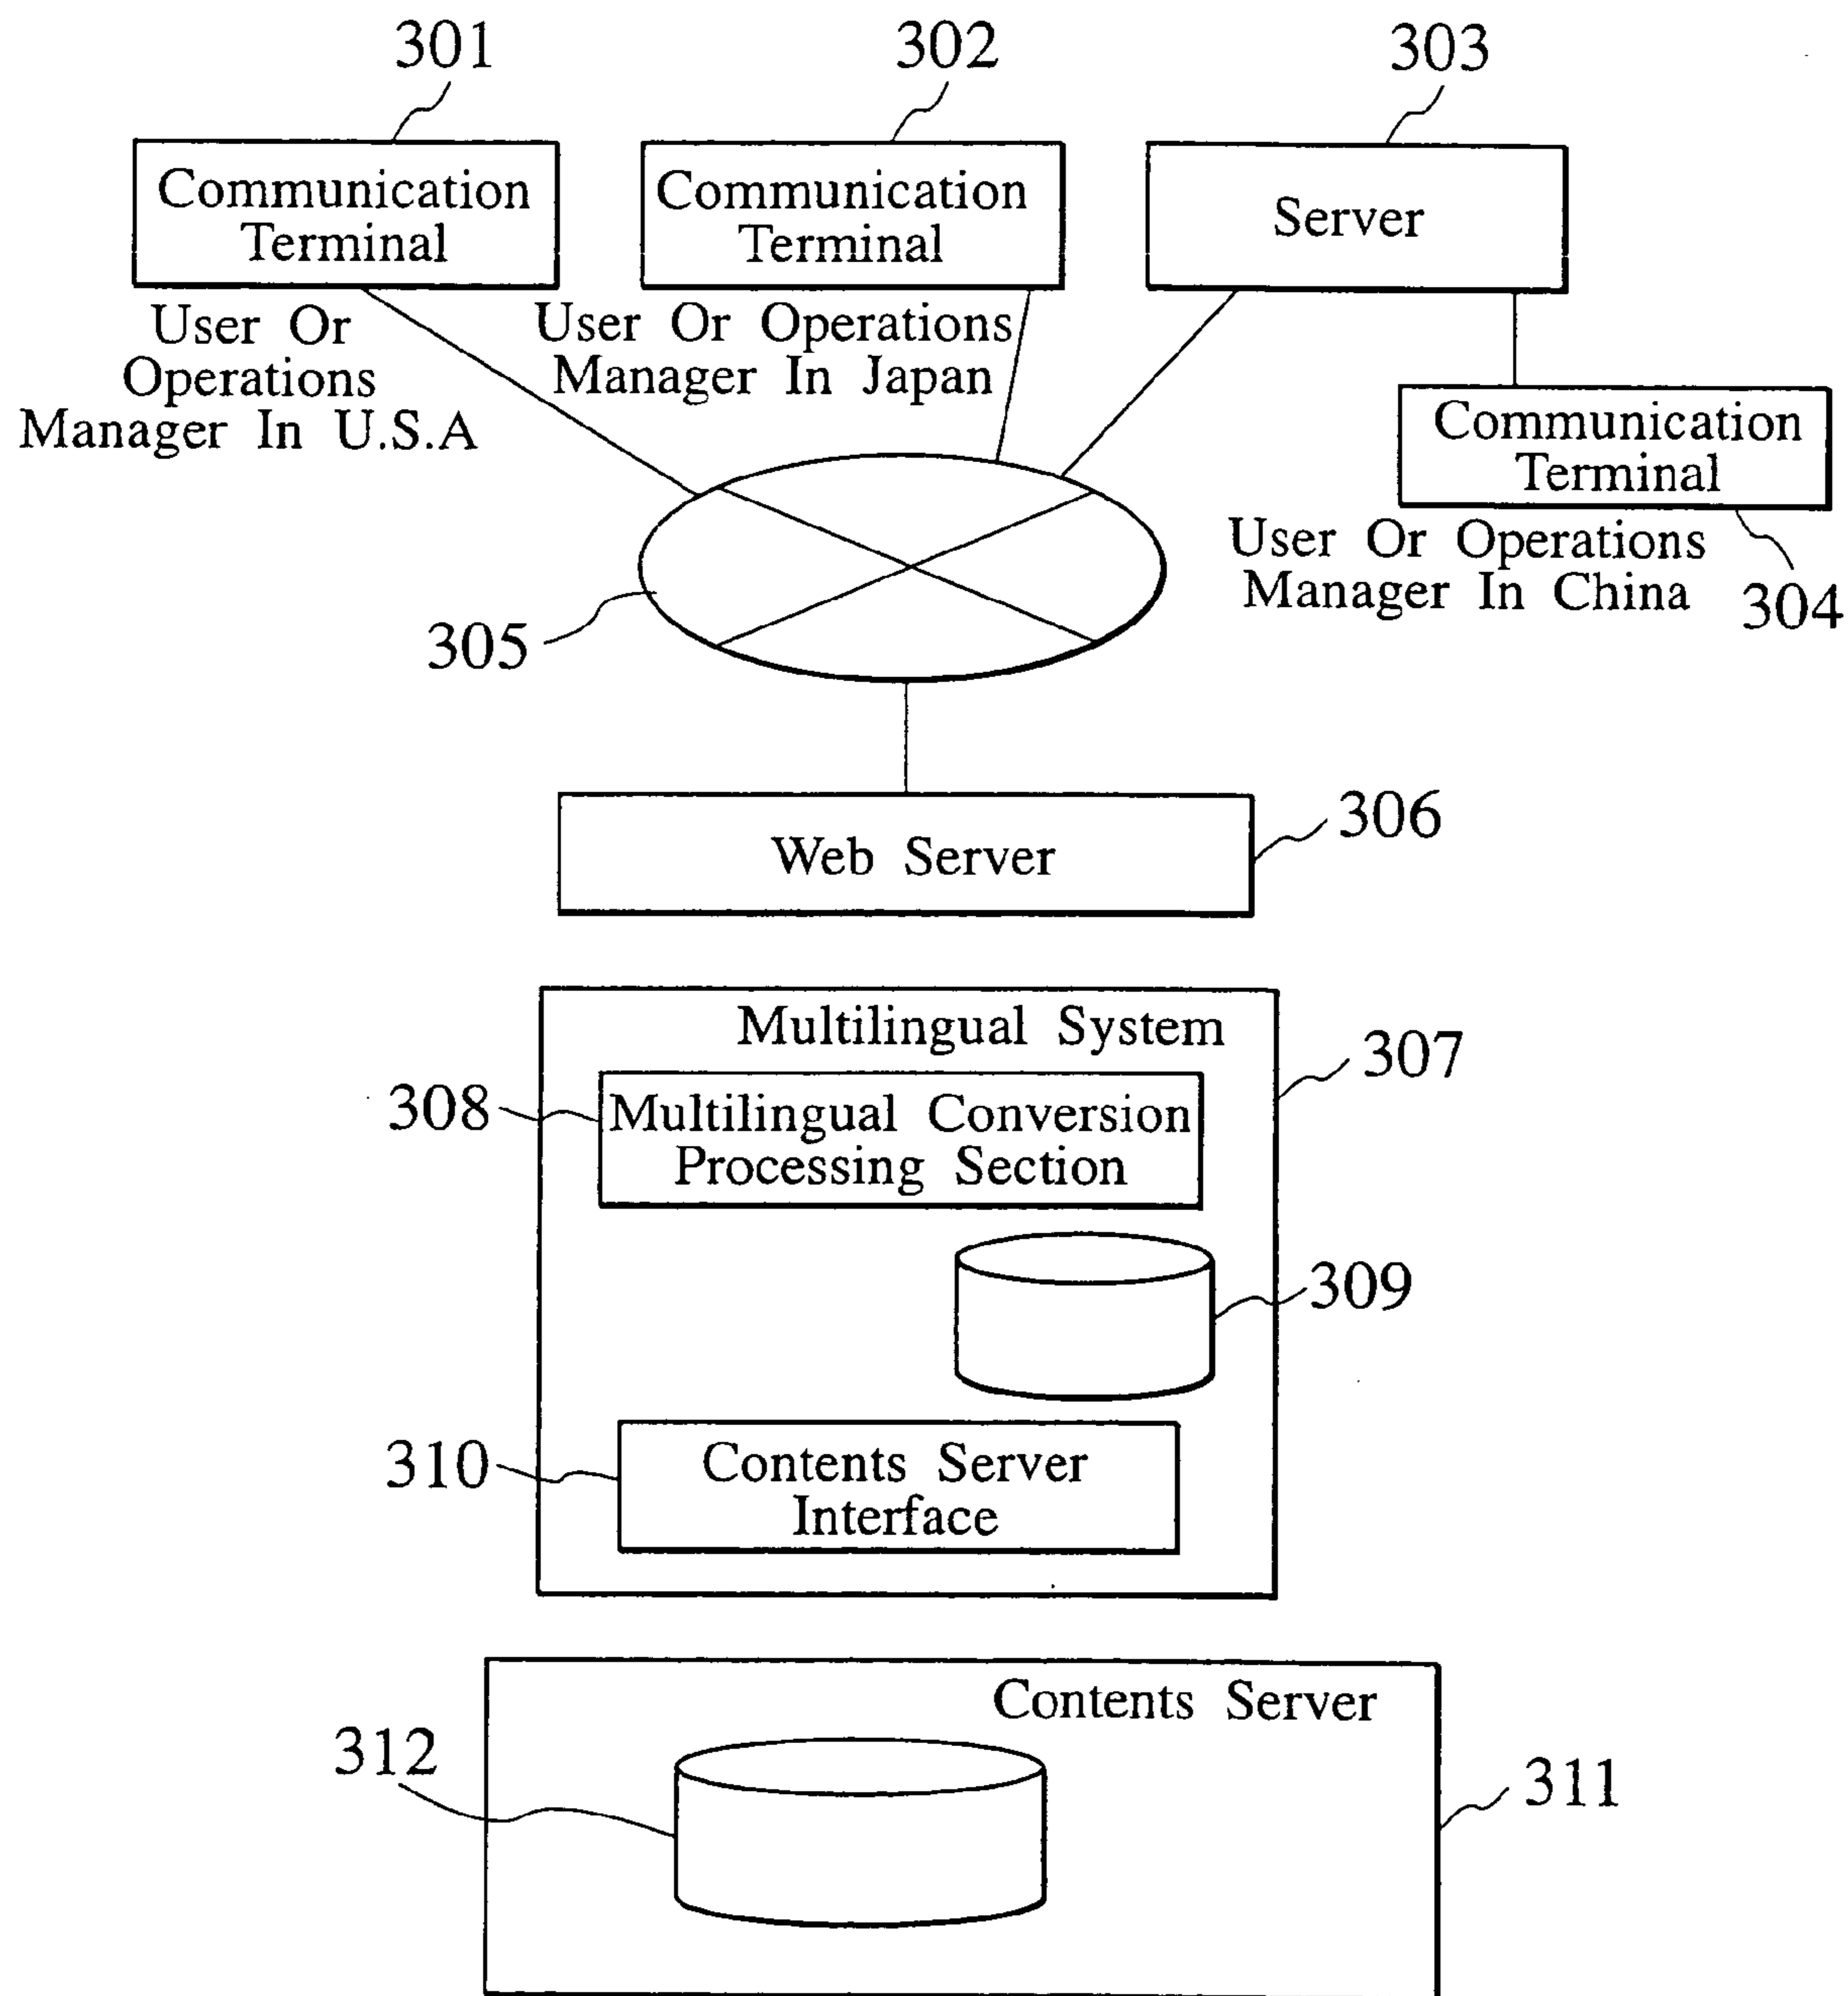 301
302
303
Communication
Terminal
Communication
Terminal
Server
User Or
Operations
Manager In U.S.A
User Or Operations
Manager In Japan
Communication
Terminal
User Or Operations
Manager In China
304
305
Web Server
306
Multilingual System
307
308
Multilingual Conversion
Processing Section
309
310
Contents Server
Interface
Contents Server
312
311